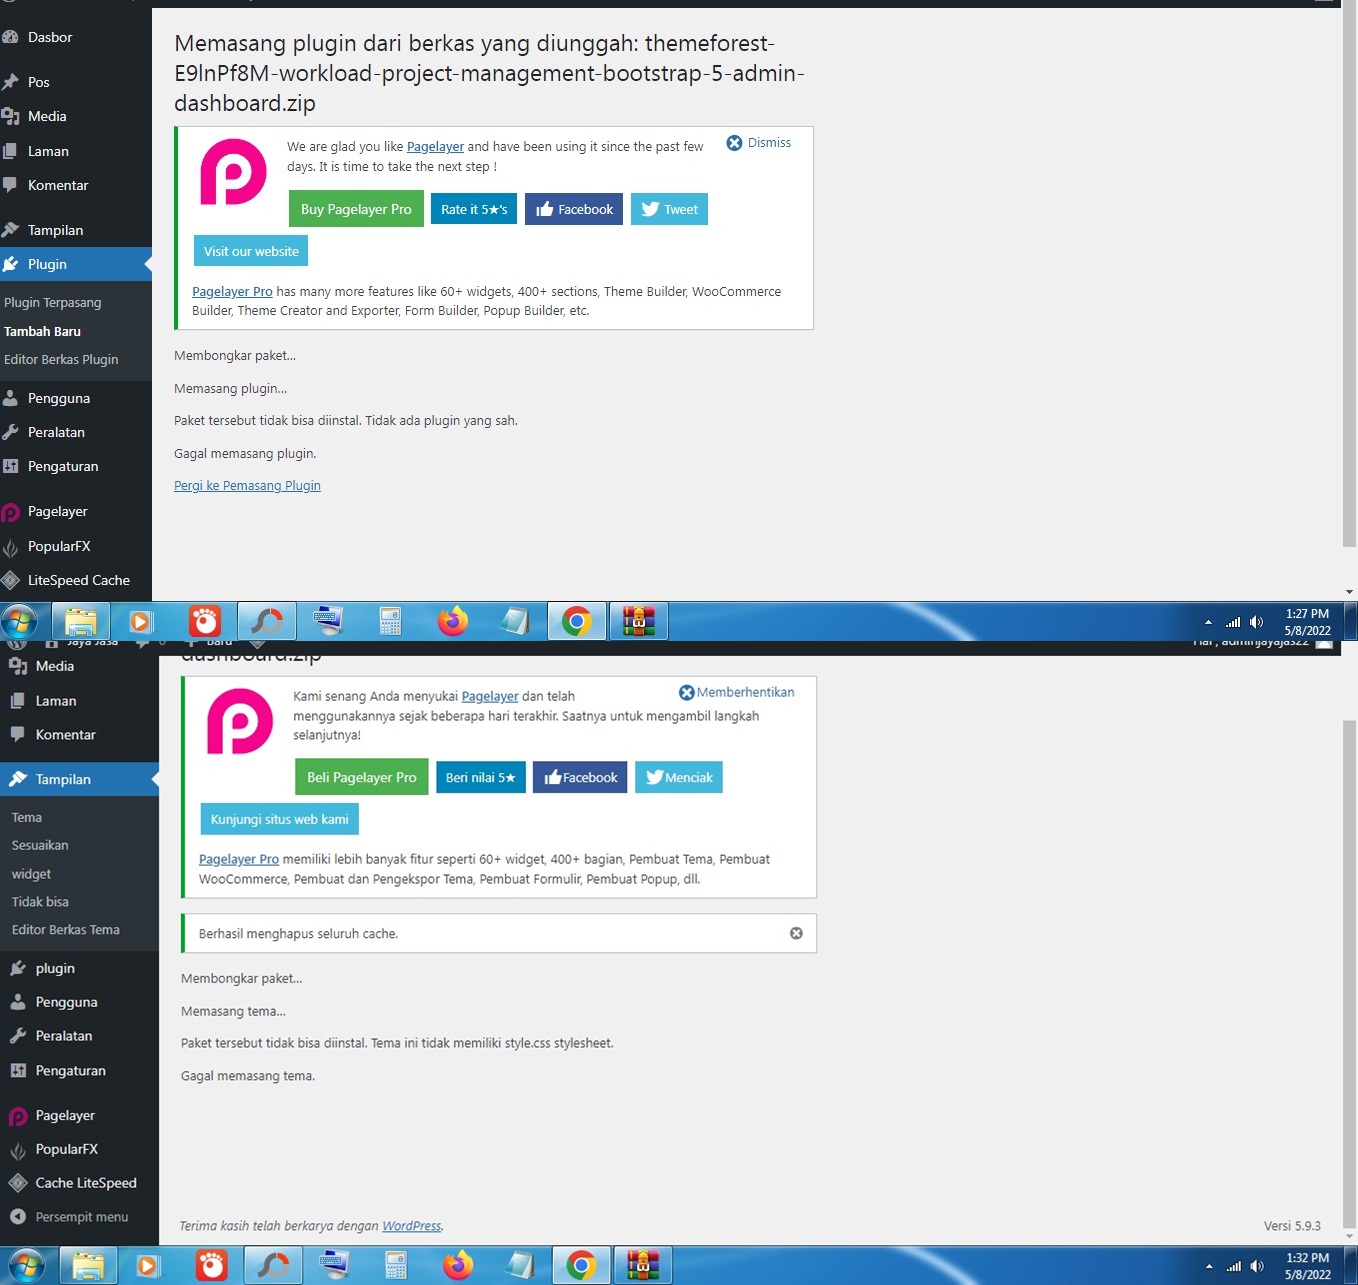 Dasbor
Pos
Media
Laman
Komentar
Tampilan
Plugin
Plugin Terpasang
Tambah Baru
Editor Berkas Plugin
Pengguna
Peralatan
Pengaturan
Pagelayer
PopularFX
LiteSpeed Cache
Memasang plugin dari berkas yang diunggah: themeforest-
E9lnPf8M-workload-project-management-bootstrap-5-admin-
dashboard.zip
We are glad you like Pagelayer and have been using it since the past few
days. It is time to take the next step !
Dismiss
Buy Pagelayer Pro
Rate it 5★'s
Facebook
Tweet
Visit our website
Pagelayer Pro has many more features like 60+ widgets, 400+ sections, Theme Builder, WooCommerce
Builder, Theme Creator and Exporter, Form Builder, Popup Builder, etc.
Membongkar paket...
Memasang plugin...
Paket tersebut tidak bisa diinstal. Tidak ada plugin yang sah.
Gagal memasang plugin.
Pergi ke Pemasang Plugin
1:27 PM
5/8/2022
Jaya Jasa
0
Baru
Hai, adminjayajas22
Media
Laman
Komentar
Tampilan
Tema
Sesuaikan
widget
Tidak bisa
Editor Berkas Tema
plugin
Pengguna
Peralatan
Pengaturan
Pagelayer
PopularFX
Cache LiteSpeed
Persempit menu
dashboard.zip
Kami senang Anda menyukai Pagelayer dan telah
menggunakannya sejak beberapa hari terakhir. Saatnya untuk mengambil langkah
selanjutnya!
Memberhentikan
Beli Pagelayer Pro
Beri nilai 5★
Facebook
Menciak
Kunjungi situs web kami
Pagelayer Pro memiliki lebih banyak fitur seperti 60+ widget, 400+ bagian, Pembuat Tema, Pembuat
WooCommerce, Pembuat dan Pengekspor Tema, Pembuat Formulir, Pembuat Popup, dll.
Berhasil menghapus seluruh cache.
Membongkar paket...
Memasang tema...
Paket tersebut tidak bisa diinstal. Tema ini tidak memiliki style.css stylesheet.
Gagal memasang tema.
Terima kasih telah berkarya dengan WordPress.
Versi 5.9.3
1:32 PM
5/8/2022